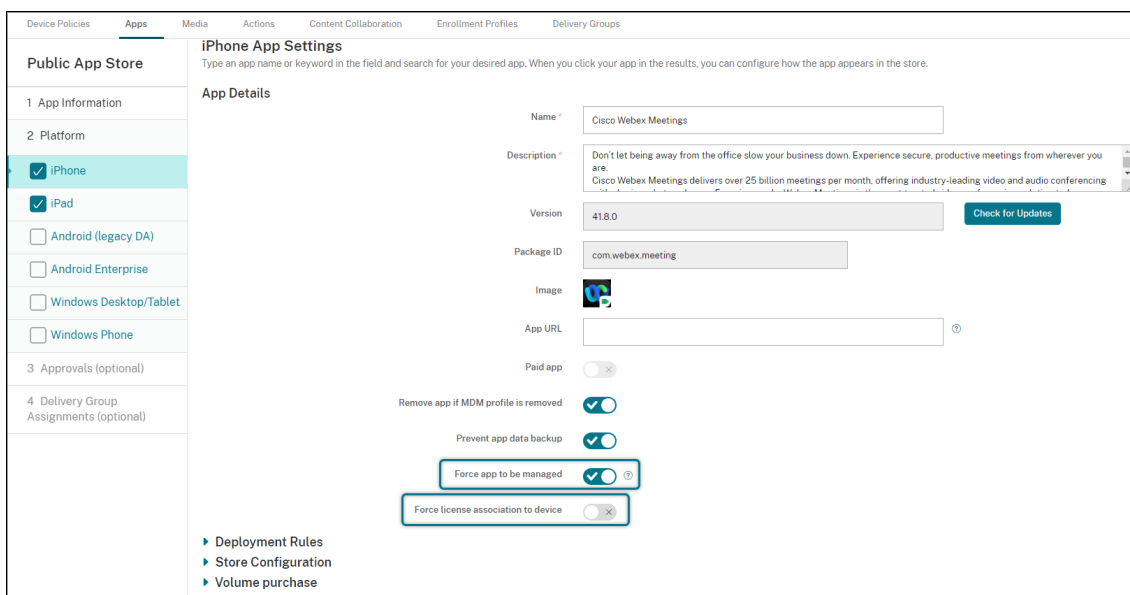 Device Policies Apps Media Actions Content Collaboration Enrollment Profiles Delivery Groups
Public App Store
1 App Information
2 Platform
iPhone
iPad
Android (legacy DA)
Android Enterprise
Windows Desktop/Tablet
Windows Phone
3 Approvals (optional)
4 Delivery Group
Assignments (optional)
iPhone App Settings
Type an app name or keyword in the field and search for your desired app. When you click your app in the results, you can configure how the app appears in the store.
App Details
Name * Cisco Webex Meetings
Description * Don't let being away from the office slow your business down. Experience secure, productive meetings from wherever you
are.
Cisco Webex Meetings delivers over 25 billion meetings per month, offering industry-leading video and audio conferencing
Version 41.8.0 Check for Updates
Package ID com.webex.meeting
Image
App URL
Paid app
Remove app if MDM profile is removed
Prevent app data backup
Force app to be managed
Force license association to device
Deployment Rules
Store Configuration
Volume purchase